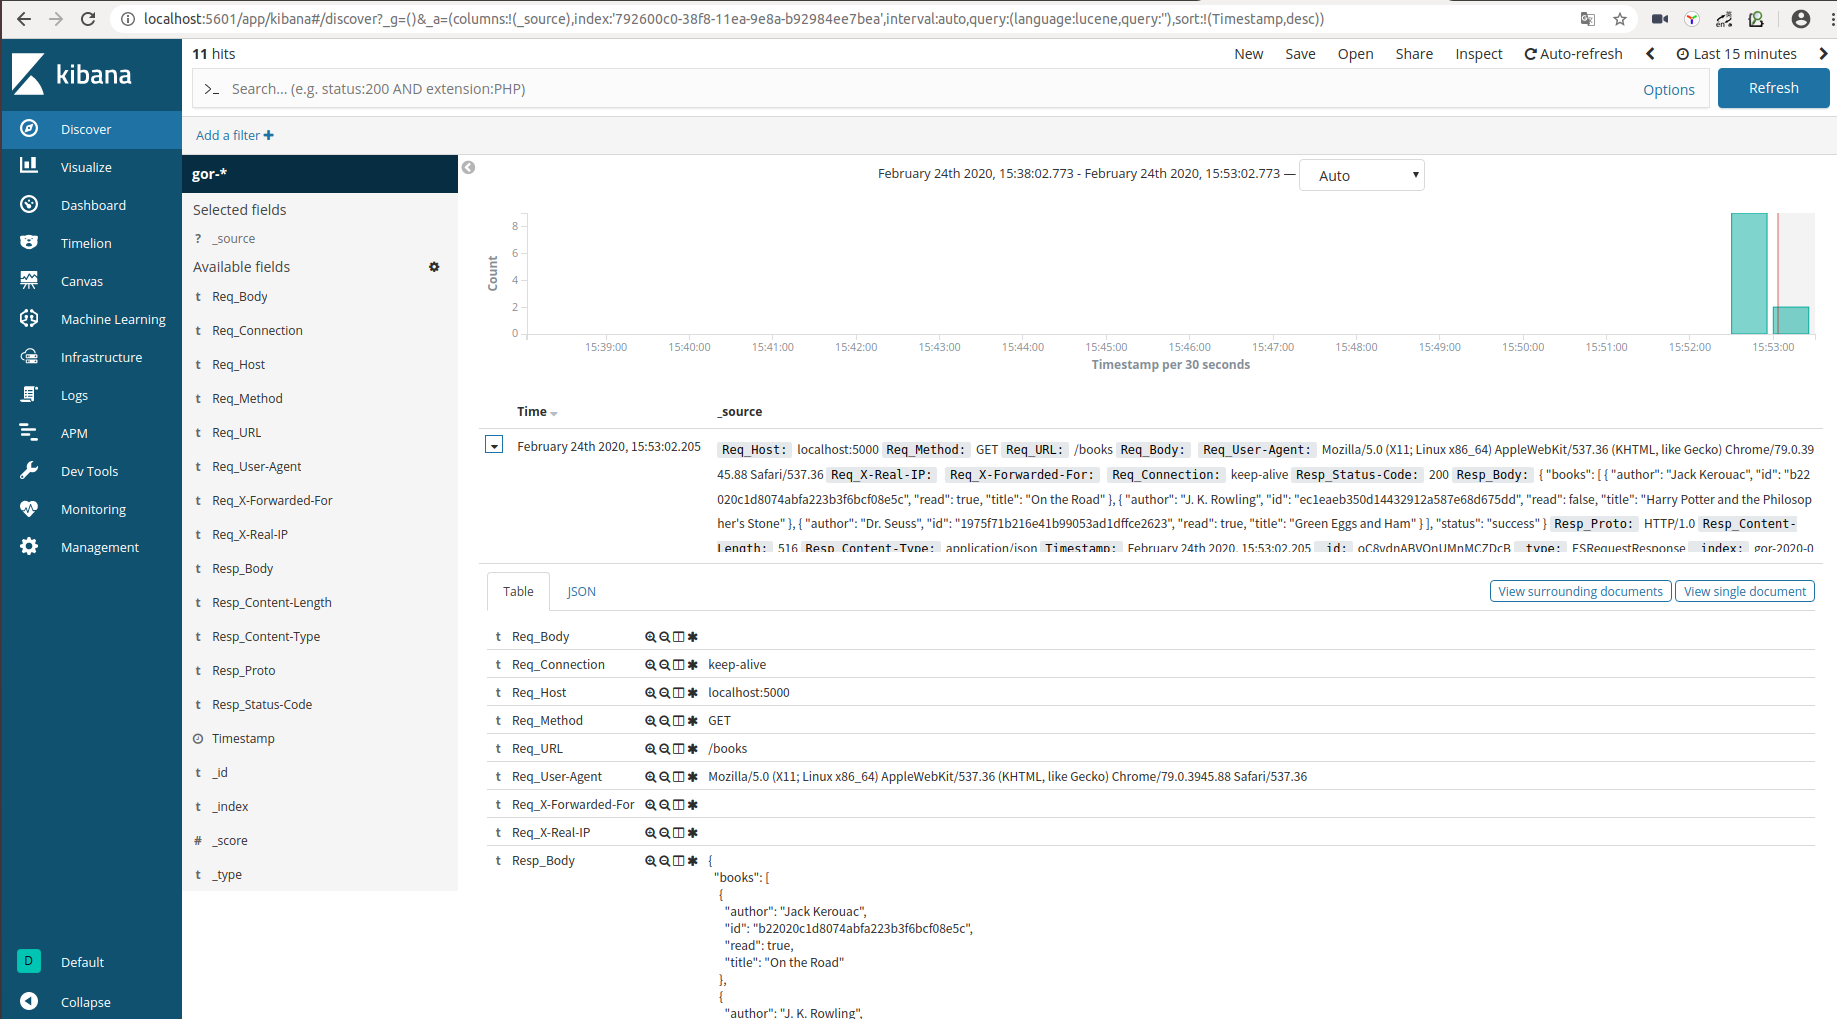 localhost:5601/app/kibana#/discover?_g=()&_a=(columns:!(_source),index:'792600c0-38f8-11ea-9e8a-b92984ee7bea',interval:auto,query:(language:lucene,query:''),sort:!(Timestamp,desc))
kibana
Discover
Visualize
Dashboard
Timelion
Canvas
Machine Learning
Infrastructure
Logs
APM
Dev Tools
Monitoring
Management
D Default
Collapse
11 hits
New Save Open Share Inspect Auto-refresh Last 15 minutes
>_ Search... (e.g. status:200 AND extension:PHP) Options Refresh
Add a filter +
gor-*
Selected fields
? _source
Available fields
t Req_Body
t Req_Connection
t Req_Host
t Req_Method
t Req_URL
t Req_User-Agent
t Req_X-Forwarded-For
t Req_X-Real-IP
t Resp_Body
t Resp_Content-Length
t Resp_Content-Type
t Resp_Proto
t Resp_Status-Code
Timestamp
t _id
t _index
# _score
t _type
February 24th 2020, 15:38:02.773 - February 24th 2020, 15:53:02.773 — Auto
Count
8
6
4
2
0
15:39:00 15:40:00 15:41:00 15:42:00 15:43:00 15:44:00 15:45:00 15:46:00 15:47:00 15:48:00 15:49:00 15:50:00 15:51:00 15:52:00 15:53:00
Timestamp per 30 seconds
Time _source
February 24th 2020, 15:53:02.205
Req_Host: localhost:5000 Req_Method: GET Req_URL: /books Req_Body: Req_User-Agent: Mozilla/5.0 (X11; Linux x86_64) AppleWebKit/537.36 (KHTML, like Gecko) Chrome/79.0.39
45.88 Safari/537.36 Req_X-Real-IP: Req_X-Forwarded-For: Req_Connection: keep-alive Resp_Status-Code: 200 Resp_Body: { "books": [ { "author": "Jack Kerouac", "id": "b22
020c1d8074abfa223b3f6bcf08e5c", "read": true, "title": "On the Road" }, { "author": "J. K. Rowling", "id": "ec1eaeb350d14432912a587e68d675dd", "read": false, "title": "Harry Potter and the Philosop
her's Stone" }, { "author": "Dr. Seuss", "id": "1975f71b216e41b99053ad1dffce2623", "read": true, "title": "Green Eggs and Ham" } ], "status": "success" } Resp_Proto: HTTP/1.0 Resp_Content-
Length: 516 Resp_Content-Type: application/json Timestamp: February 24th 2020, 15:53:02.205 _id: oC8vdnABVOnUMnMCZDcB _type: ESRequestResponse _index: gor-2020-0
Table JSON View surrounding documents View single document
t Req_Body
t Req_Connection keep-alive
t Req_Host localhost:5000
t Req_Method GET
t Req_URL /books
t Req_User-Agent Mozilla/5.0 (X11; Linux x86_64) AppleWebKit/537.36 (KHTML, like Gecko) Chrome/79.0.3945.88 Safari/537.36
t Req_X-Forwarded-For
t Req_X-Real-IP
t Resp_Body {
"books": [
{
"author": "Jack Kerouac",
"id": "b22020c1d8074abfa223b3f6bcf08e5c",
"read": true,
"title": "On the Road"
},
{
"author": "J. K. Rowling",